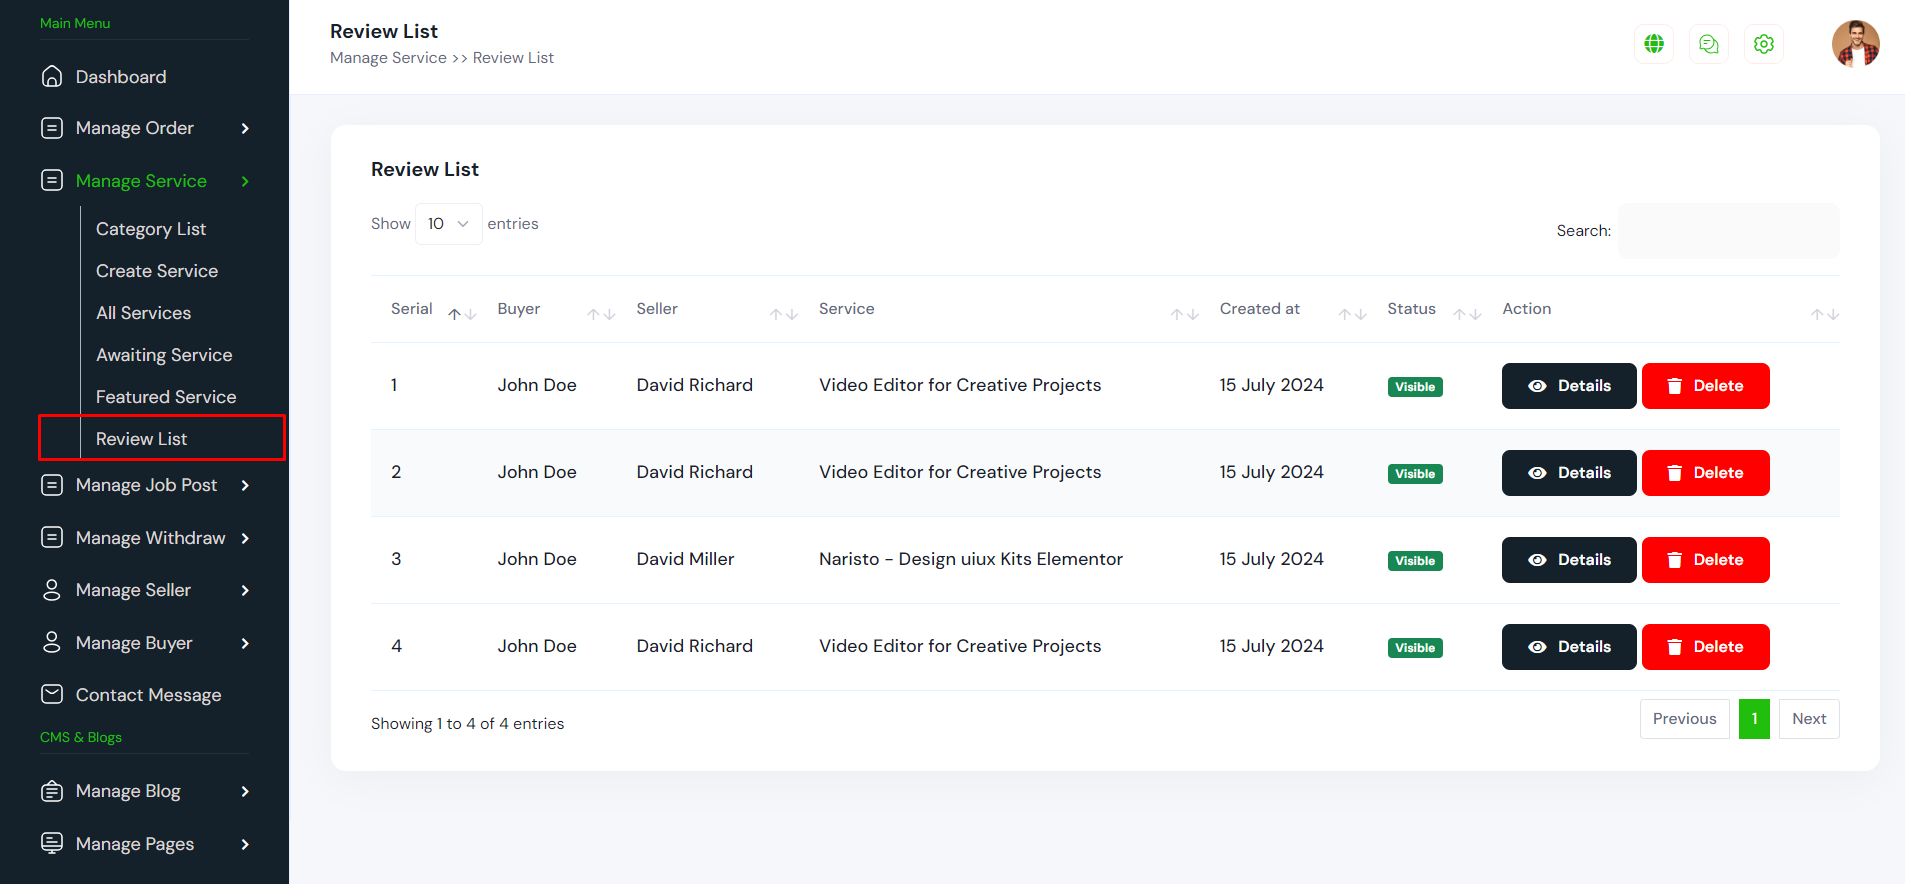 Main Menu
Dashboard
Manage Order
Manage Service
Category List
Create Service
All Services
Awaiting Service
Featured Service
Review List
Manage Job Post
Manage Withdraw
Manage Seller
Manage Buyer
Contact Message
CMS & Blogs
Manage Blog
Manage Pages
Review List
Manage Service >> Review List
Review List
Show 10 entries
Search:
Serial Buyer Seller Service Created at Status Action
1 John Doe David Richard Video Editor for Creative Projects 15 July 2024 Visible Details Delete
2 John Doe David Richard Video Editor for Creative Projects 15 July 2024 Visible Details Delete
3 John Doe David Miller Naristo - Design uiux Kits Elementor 15 July 2024 Visible Details Delete
4 John Doe David Richard Video Editor for Creative Projects 15 July 2024 Visible Details Delete
Showing 1 to 4 of 4 entries
Previous 1 Next